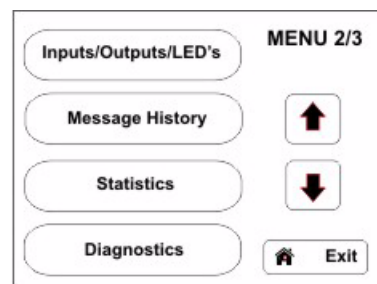 Inputs/Outputs/LED's
MENU 2/3
Message History
Statistics
Diagnostics
Exit